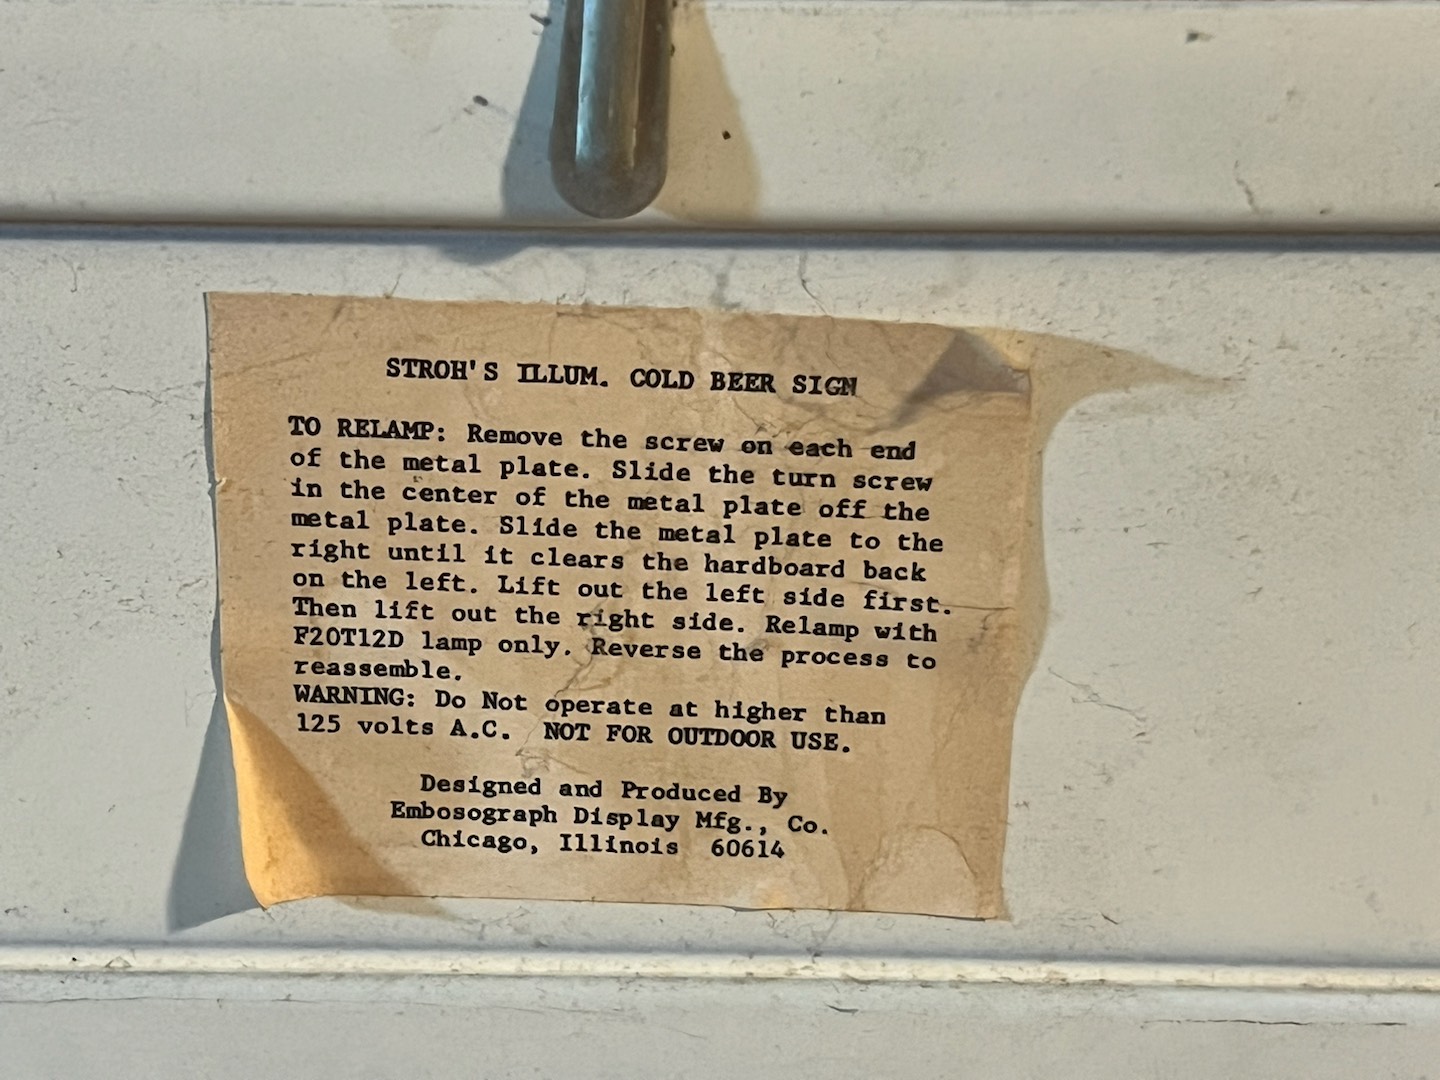 STROH'S ILLUM. COLD BEER SIGN
TO RELAMP: Remove the screw on each end
of the metal plate. Slide the turn screw
in the center of the metal plate off the
metal plate. Slide the metal plate to the
right until it clears the hardboard back
on the left. Lift out the left side first.
Then lift out the right side. Relamp with
F20T12D lamp only. Reverse the process to
reassemble.
WARNING: Do Not operate at higher than
125 volts A.C. NOT FOR OUTDOOR USE.
Designed and Produced By
Embosograph Display Mfg., Co.
Chicago, Illinois 60614